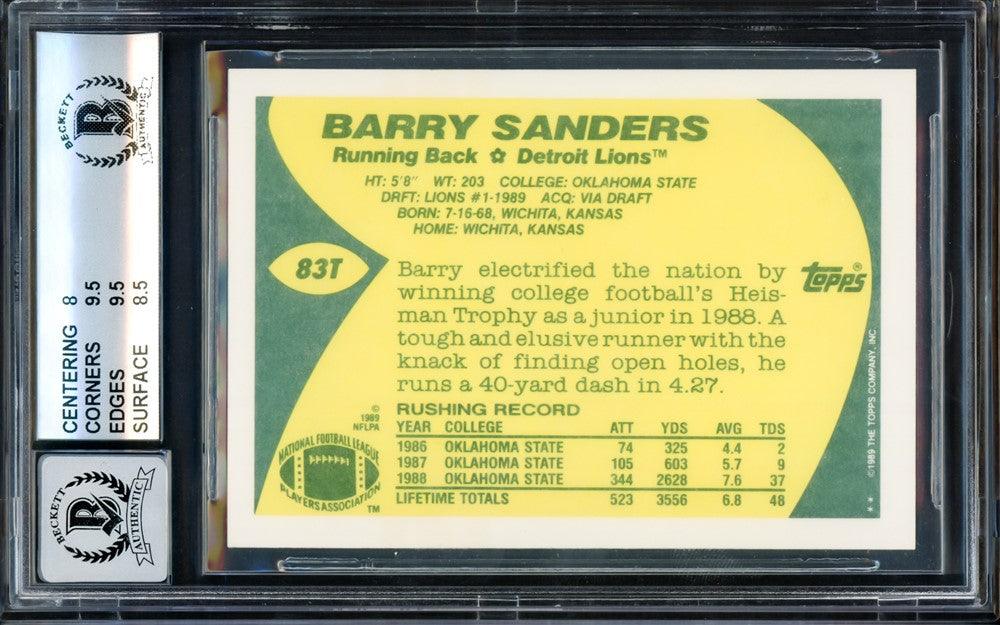 BECKETT
B
AUTHENTIC
CENTERING 8
CORNERS 9.5
EDGES 9.5
SURFACE 8.5
BECKETT
B
AUTHENTIC
BARRY SANDERS
Running Back ✿ Detroit Lions™
HT: 5'8" WT: 203 COLLEGE: OKLAHOMA STATE
DRFT: LIONS #1-1989 ACQ: VIA DRAFT
BORN: 7-16-68, WICHITA, KANSAS
HOME: WICHITA, KANSAS
83T
Barry electrified the nation by
winning college football's Heis-
man Trophy as a junior in 1988. A
tough and elusive runner with the
knack of finding open holes, he
runs a 40-yard dash in 4.27.
topps®
RUSHING RECORD
YEAR COLLEGE ATT YDS AVG TDS
1986 OKLAHOMA STATE 74 325 4.4 2
1987 OKLAHOMA STATE 105 603 5.7 9
1988 OKLAHOMA STATE 344 2628 7.6 37
LIFETIME TOTALS 523 3556 6.8 48
©
1989
NFLPA
NATIONAL FOOTBALL LEAGUE
PLAYERS ASSOCIATION
™
** ©1989 THE TOPPS COMPANY, INC.